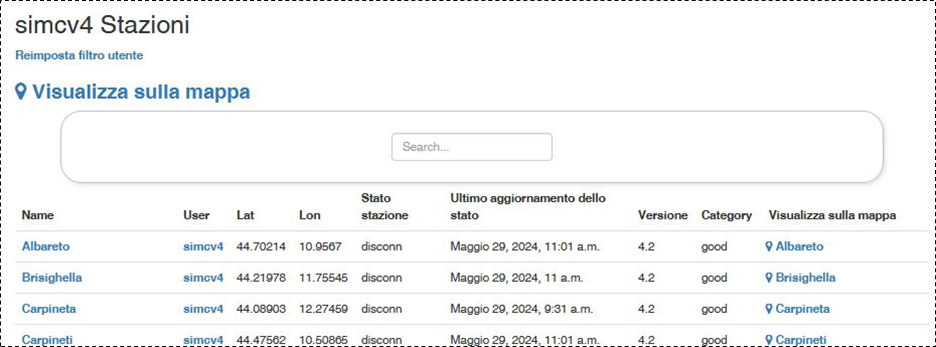 simcv4 Stazioni
Reimposta filtro utente
Visualizza sulla mappa
Search...
Name User Lat Lon Stato stazione Ultimo aggiornamento dello stato Versione Category Visualizza sulla mappa
Albareto simcv4 44.70214 10.9567 disconn Maggio 29, 2024, 11:01 a.m. 4.2 good Albareto
Brisighella simcv4 44.21978 11.75545 disconn Maggio 29, 2024, 11 a.m. 4.2 good Brisighella
Carpineta simcv4 44.08903 12.27459 disconn Maggio 29, 2024, 9:31 a.m. 4.2 good Carpineta
Carpineti simcv4 44.47562 10.50865 disconn Maggio 29, 2024, 11:01 a.m. 4.2 good Carpineti